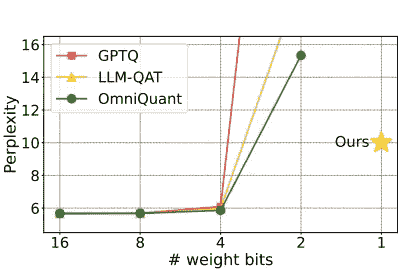 16
14
12
10
8
6
Perplexity
GPTQ
LLM-QAT
OmniQuant
Ours
16 8 4 2 1
# weight bits